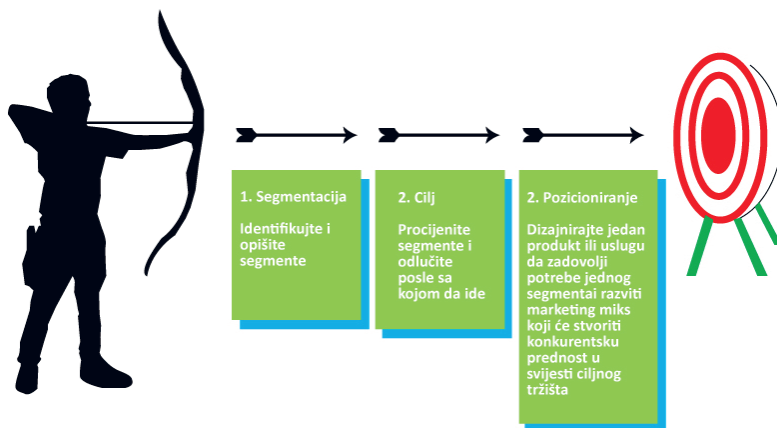 1. Segmentacija
Identifikujte i
opišite
segmente
2. Cilj
Procijenite
segmente i
odlučite
posle sa
kojom da ide
2. Pozicioniranje
Dizajnirajte jedan
produkt ili uslugu
da zadovolji
potrebe jednog
segmentai razviti
marketing miks
koji će stvoriti
konkurentsku
prednost u
svijesti ciljnog
tržišta